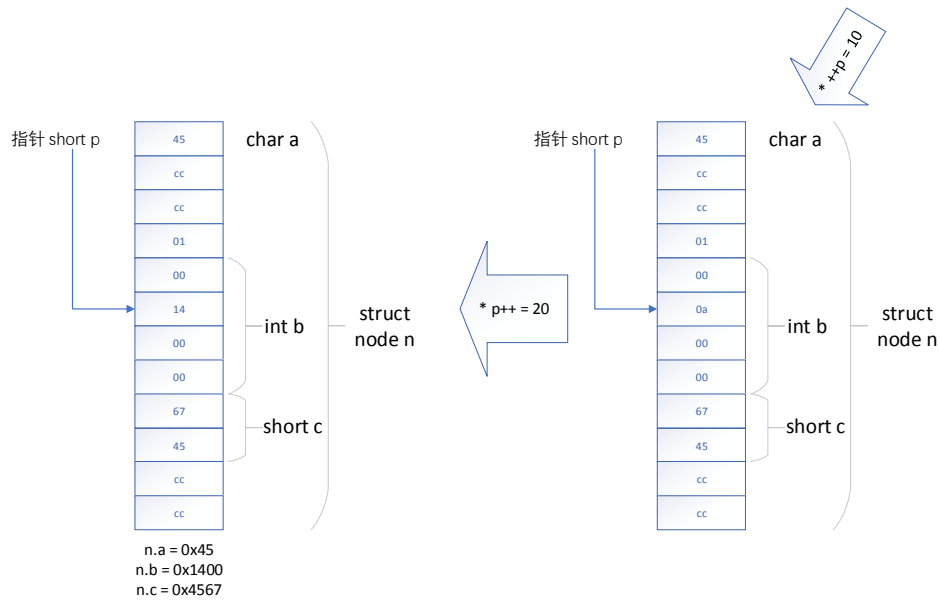 * ++p = 10
指针 short p
45
char a
cc
cc
01
00
14
00
00
67
45
cc
cc
int b
short c
struct
node n
n.a = 0x45
n.b = 0x1400
n.c = 0x4567
* p++ = 20
指针 short p
45
char a
cc
cc
01
00
0a
00
00
67
45
cc
cc
int b
short c
struct
node n